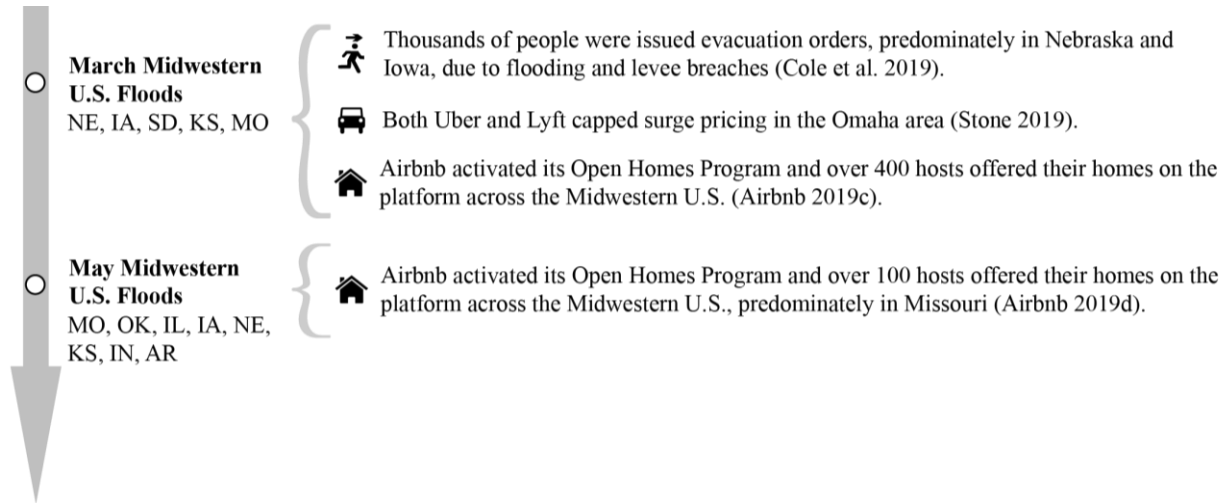 March Midwestern
U.S. Floods
NE, IA, SD, KS, MO
Thousands of people were issued evacuation orders, predominately in Nebraska and
Iowa, due to flooding and levee breaches (Cole et al. 2019).
Both Uber and Lyft capped surge pricing in the Omaha area (Stone 2019).
Airbnb activated its Open Homes Program and over 400 hosts offered their homes on the
platform across the Midwestern U.S. (Airbnb 2019c).
May Midwestern
U.S. Floods
MO, OK, IL, IA, NE,
KS, IN, AR
Airbnb activated its Open Homes Program and over 100 hosts offered their homes on the
platform across the Midwestern U.S., predominately in Missouri (Airbnb 2019d).